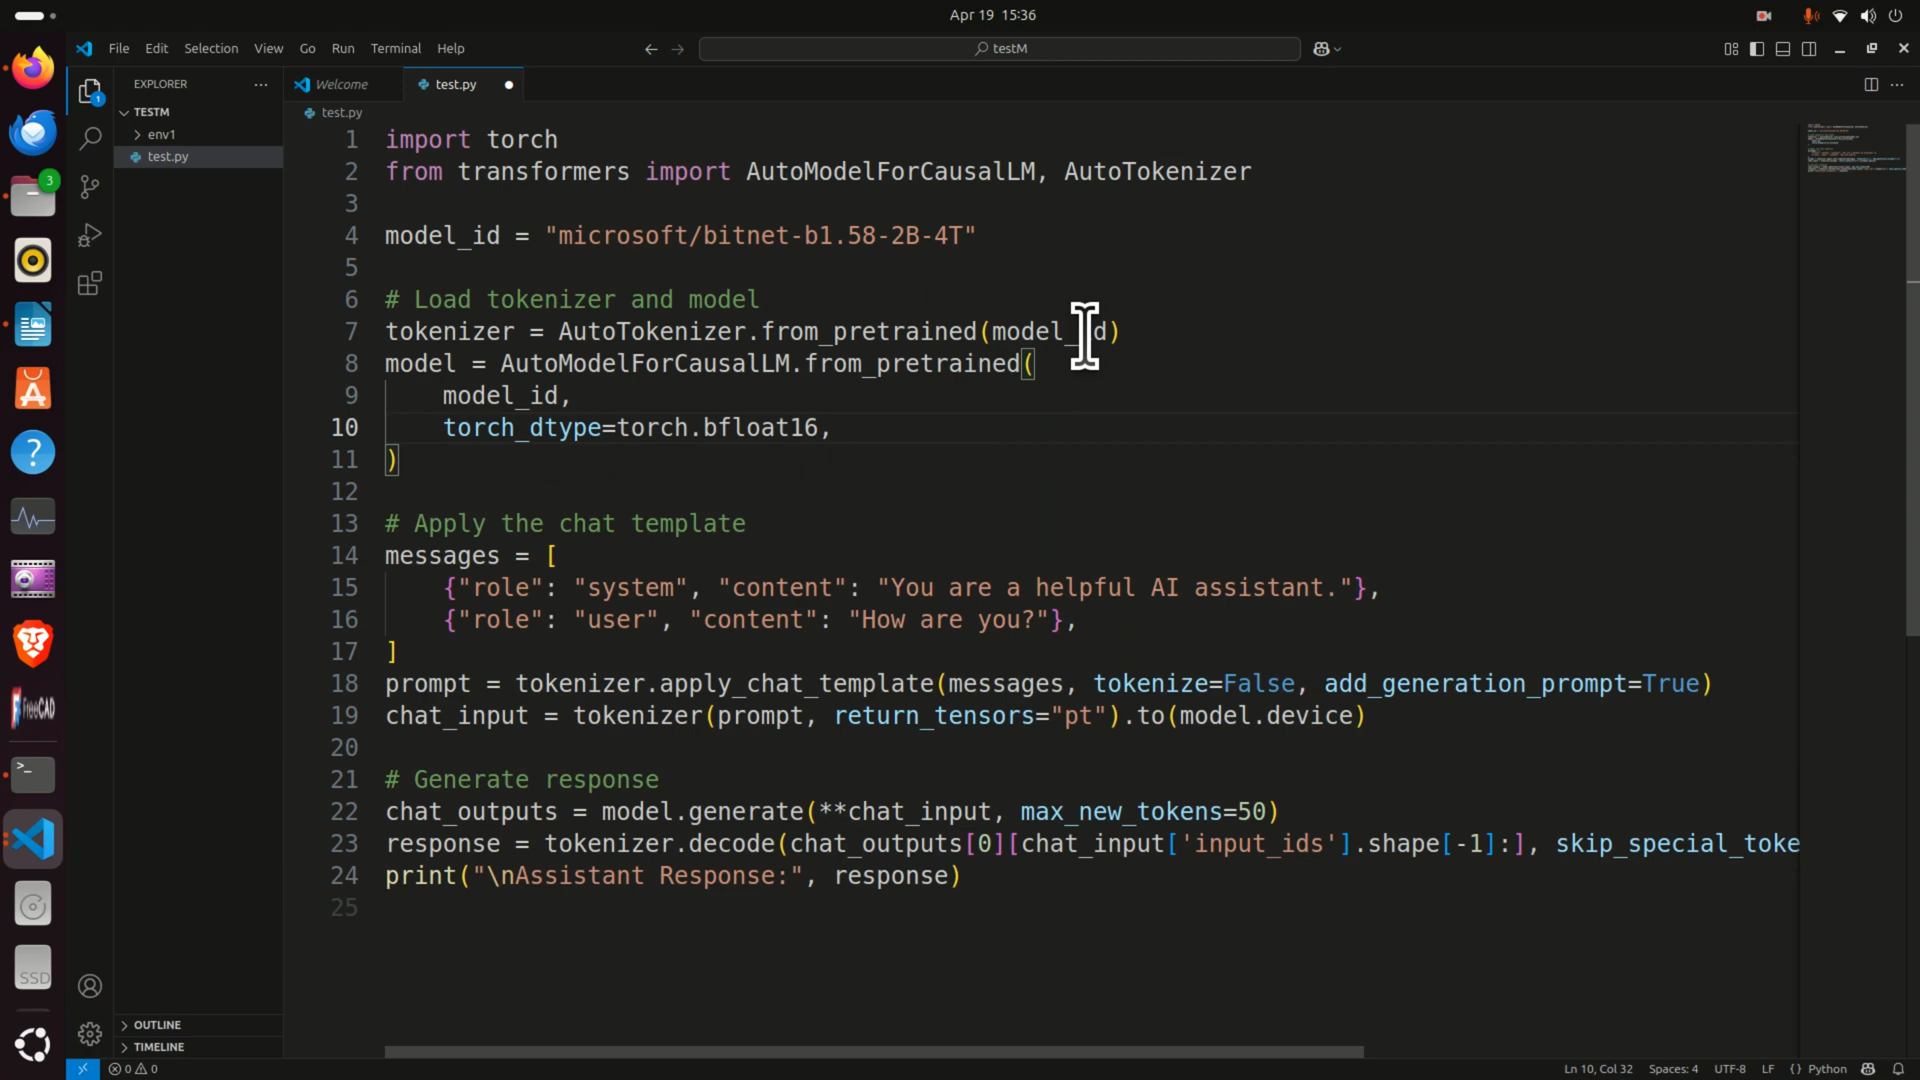 Apr 19 15:36
File Edit Selection View Go Run Terminal Help
testM
EXPLORER
Welcome
test.py
TESTM
env1
test.py
test.py
1 import torch
2 from transformers import AutoModelForCausalLM, AutoTokenizer
3
4 model_id = "microsoft/bitnet-b1.58-2B-4T"
5
6 # Load tokenizer and model
7 tokenizer = AutoTokenizer.from_pretrained(model_id)
8 model = AutoModelForCausalLM.from_pretrained(
9 model_id,
10 torch_dtype=torch.bfloat16,
11 )
12
13 # Apply the chat template
14 messages = [
15 {"role": "system", "content": "You are a helpful AI assistant."},
16 {"role": "user", "content": "How are you?"},
17 ]
18 prompt = tokenizer.apply_chat_template(messages, tokenize=False, add_generation_prompt=True)
19 chat_input = tokenizer(prompt, return_tensors="pt").to(model.device)
20
21 # Generate response
22 chat_outputs = model.generate(**chat_input, max_new_tokens=50)
23 response = tokenizer.decode(chat_outputs[0][chat_input['input_ids'].shape[-1]:], skip_special_toke
24 print("\nAssistant Response:", response)
25
1
3
FreeCAD
SSD
OUTLINE
TIMELINE
0 0
Ln 10, Col 32 Spaces: 4 UTF-8 LF {} Python